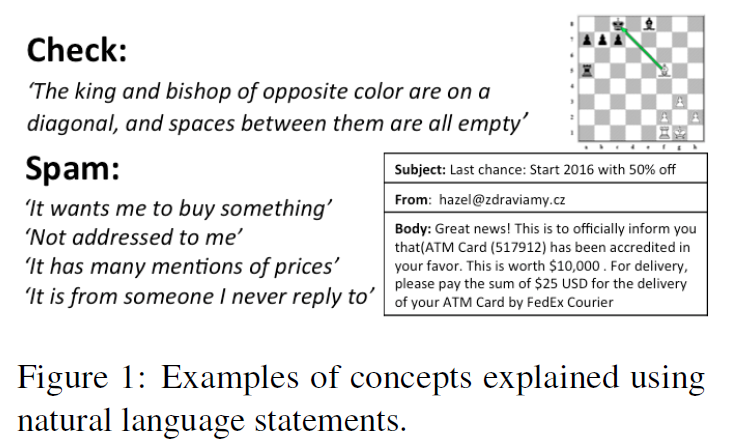 Check:
‘The king and bishop of opposite color are on a
diagonal, and spaces between them are all empty’
Spam:
‘It wants me to buy something’
‘Not addressed to me’
‘It has many mentions of prices’
‘It is from someone I never reply to’
Subject: Last chance: Start 2016 with 50% off
From: hazel@zdraviamy.cz
Body: Great news! This is to officially inform you
that(ATM Card (517912) has been accredited in
your favor. This is worth $10,000 . For delivery,
please pay the sum of $25 USD for the delivery
of your ATM Card by FedEx Courier
Figure 1: Examples of concepts explained using
natural language statements.